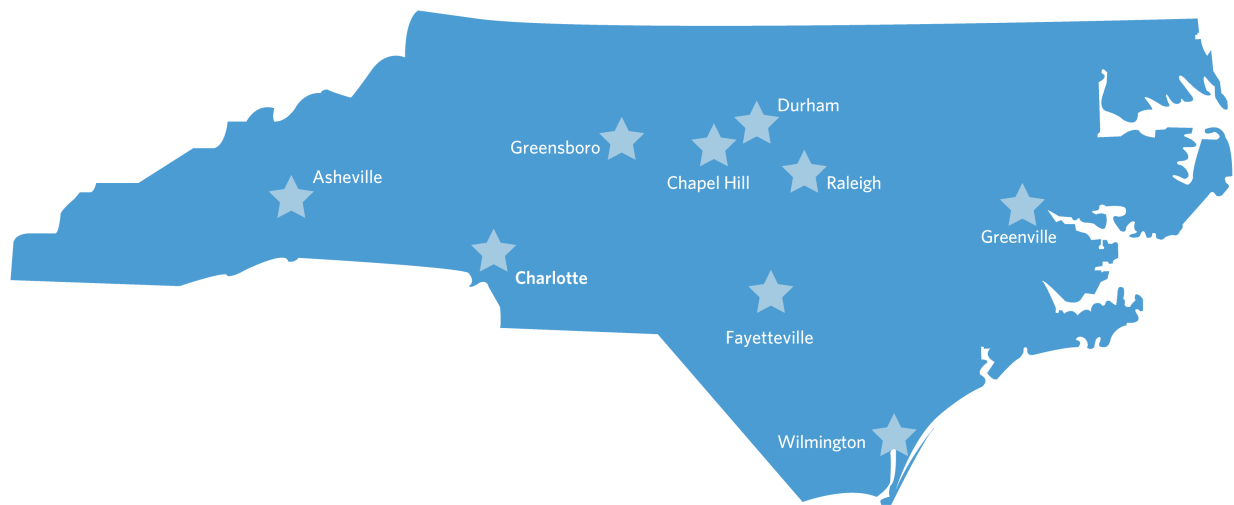 Durham
Greensboro
Chapel Hill
Raleigh
Asheville
Greenville
Charlotte
Fayetteville
Wilmington